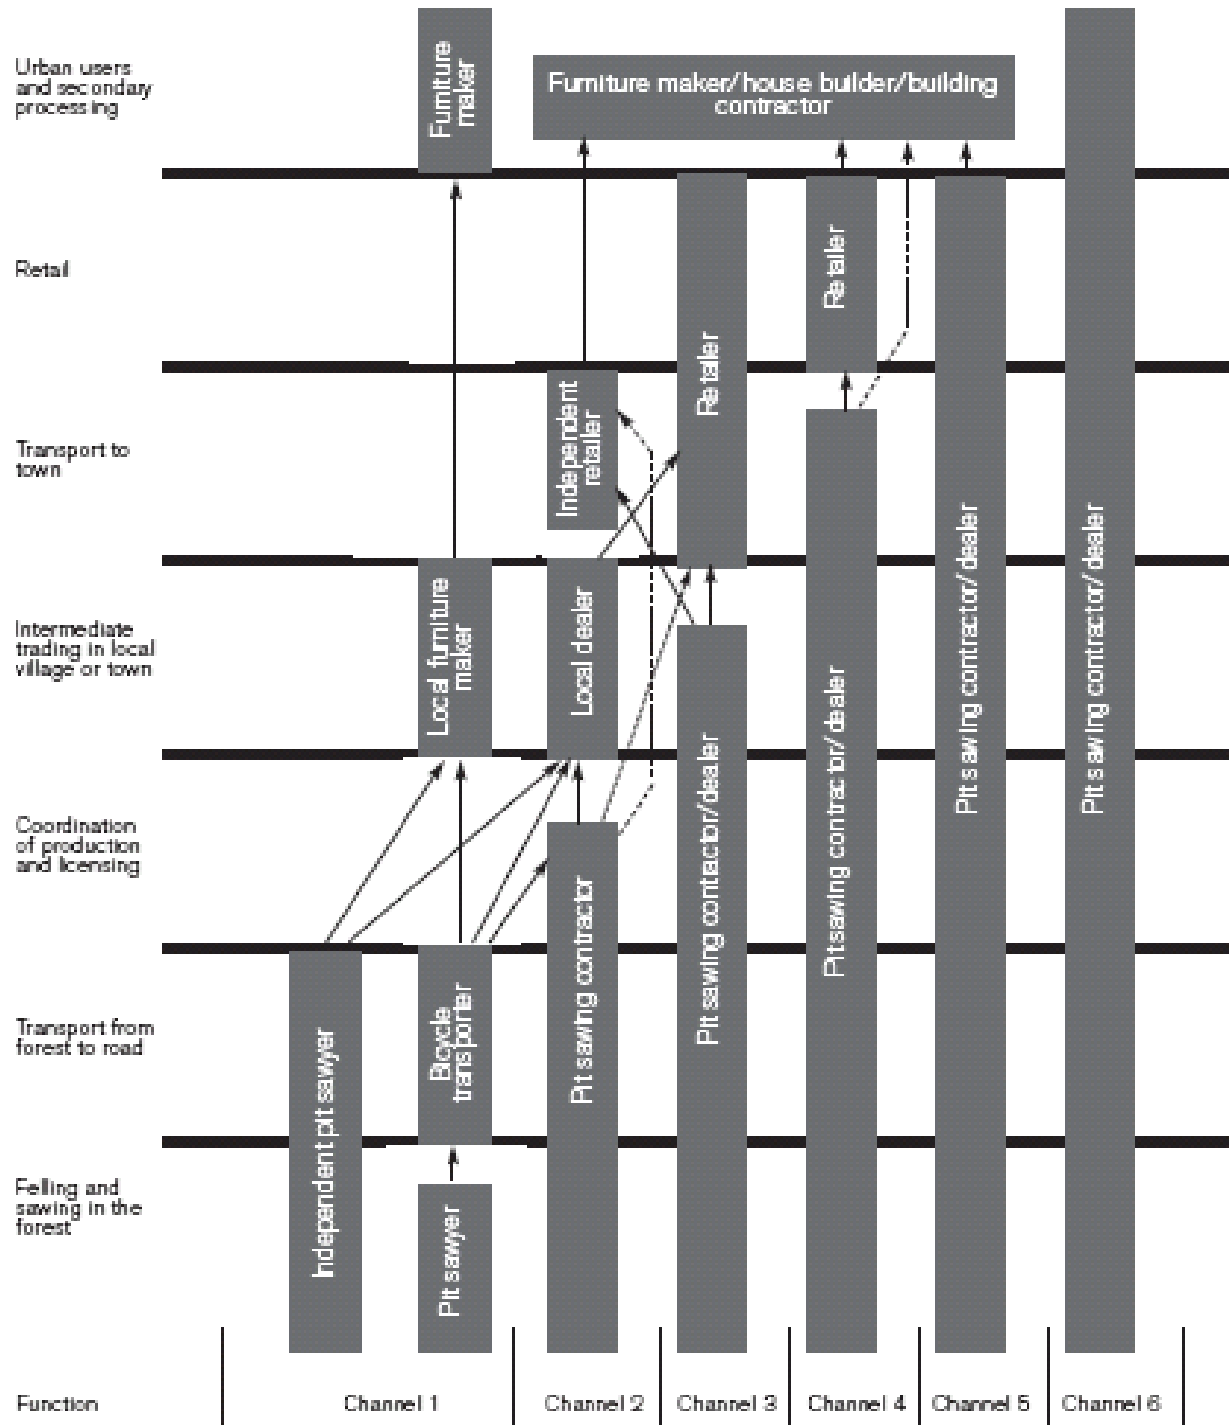 Urban users
and secondary
processing
Furniture
maker
Furniture maker/house builder/building
contractor
Retail
Retailer
Retailer
Transport to
town
Independent
retailer
Intermediate
trading in local
village or town
Local furniture
maker
Local dealer
Coordination
of production
and licensing
Pit sawing contractor
Pit sawing contractor/dealer
Pit sawing contractor/dealer
Pit sawing contractor/dealer
Pit sawing contractor/dealer
Transport from
forest to road
Independent pit sawyer
Bicycle
transporter
Felling and
sawing in the
forest
Pit sawyer
Function
Channel 1
Channel 2
Channel 3
Channel 4
Channel 5
Channel 6